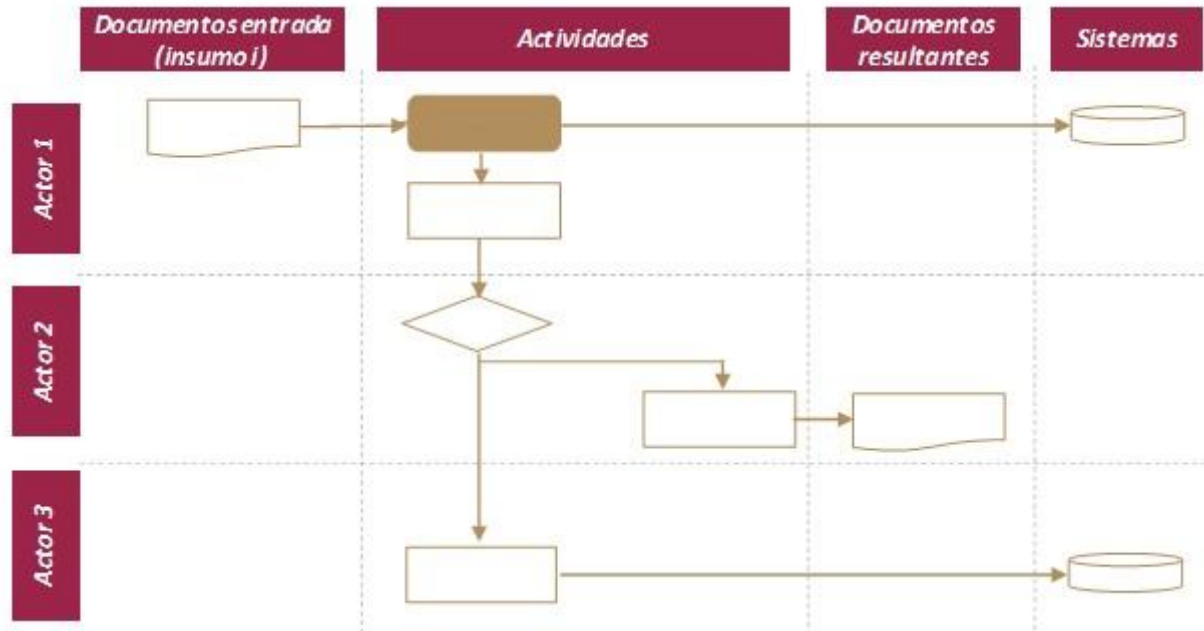 Documentos entrada
(insumo i)
Actividades
Documentos
resultantes
Sistemas
Actor 1
Actor 2
Actor 3